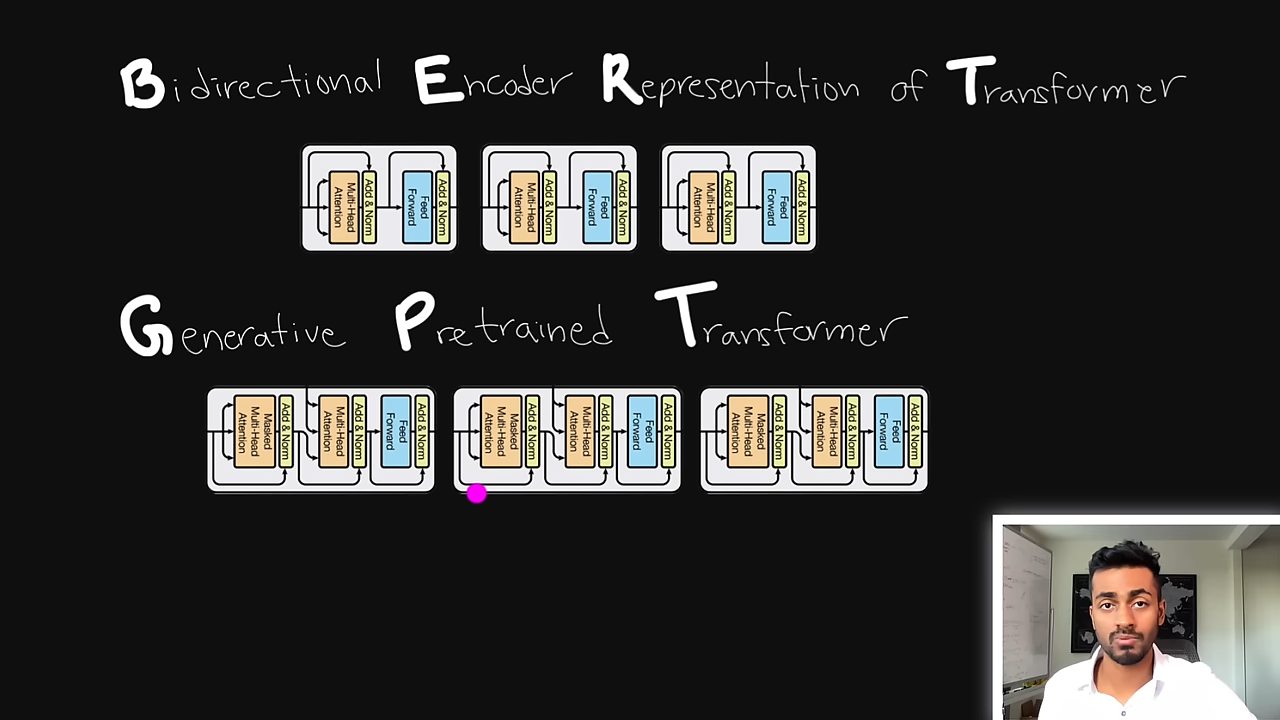 Bidirectional Encoder Representation of Transformer
Multi-Head Attention
Add & Norm
Feed Forward
Add & Norm
Multi-Head Attention
Add & Norm
Feed Forward
Add & Norm
Multi-Head Attention
Add & Norm
Feed Forward
Add & Norm
Generative Pretrained Transformer
Masked Multi-Head Attention
Add & Norm
Multi-Head Attention
Add & Norm
Feed Forward
Add & Norm
Masked Multi-Head Attention
Add & Norm
Multi-Head Attention
Add & Norm
Feed Forward
Add & Norm
Masked Multi-Head Attention
Add & Norm
Multi-Head Attention
Add & Norm
Feed Forward
Add & Norm